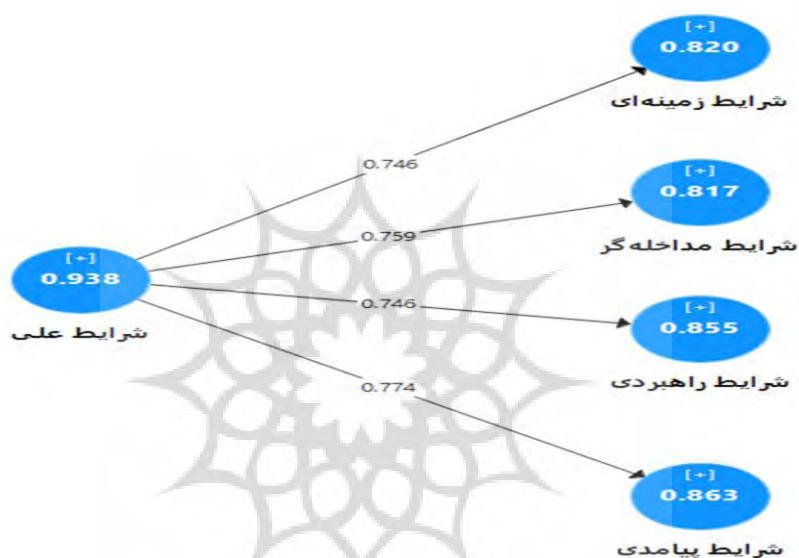 [+]
0.820
شرایط زمینه‌ای
0.746
[+]
0.817
شرایط مداخله گر
0.759
[+]
0.938
شرایط علی
0.746
[+]
0.855
شرایط راهبردی
0.774
[+]
0.863
شرایط پیامدی